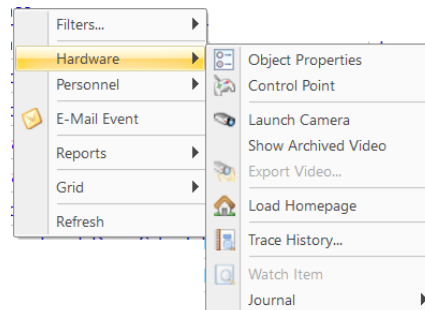 Filters...
Hardware
Personnel
E-Mail Event
Reports
Grid
Refresh
Object Properties
Control Point
Launch Camera
Show Archived Video
Export Video...
Load Homepage
Trace History...
Watch Item
Journal